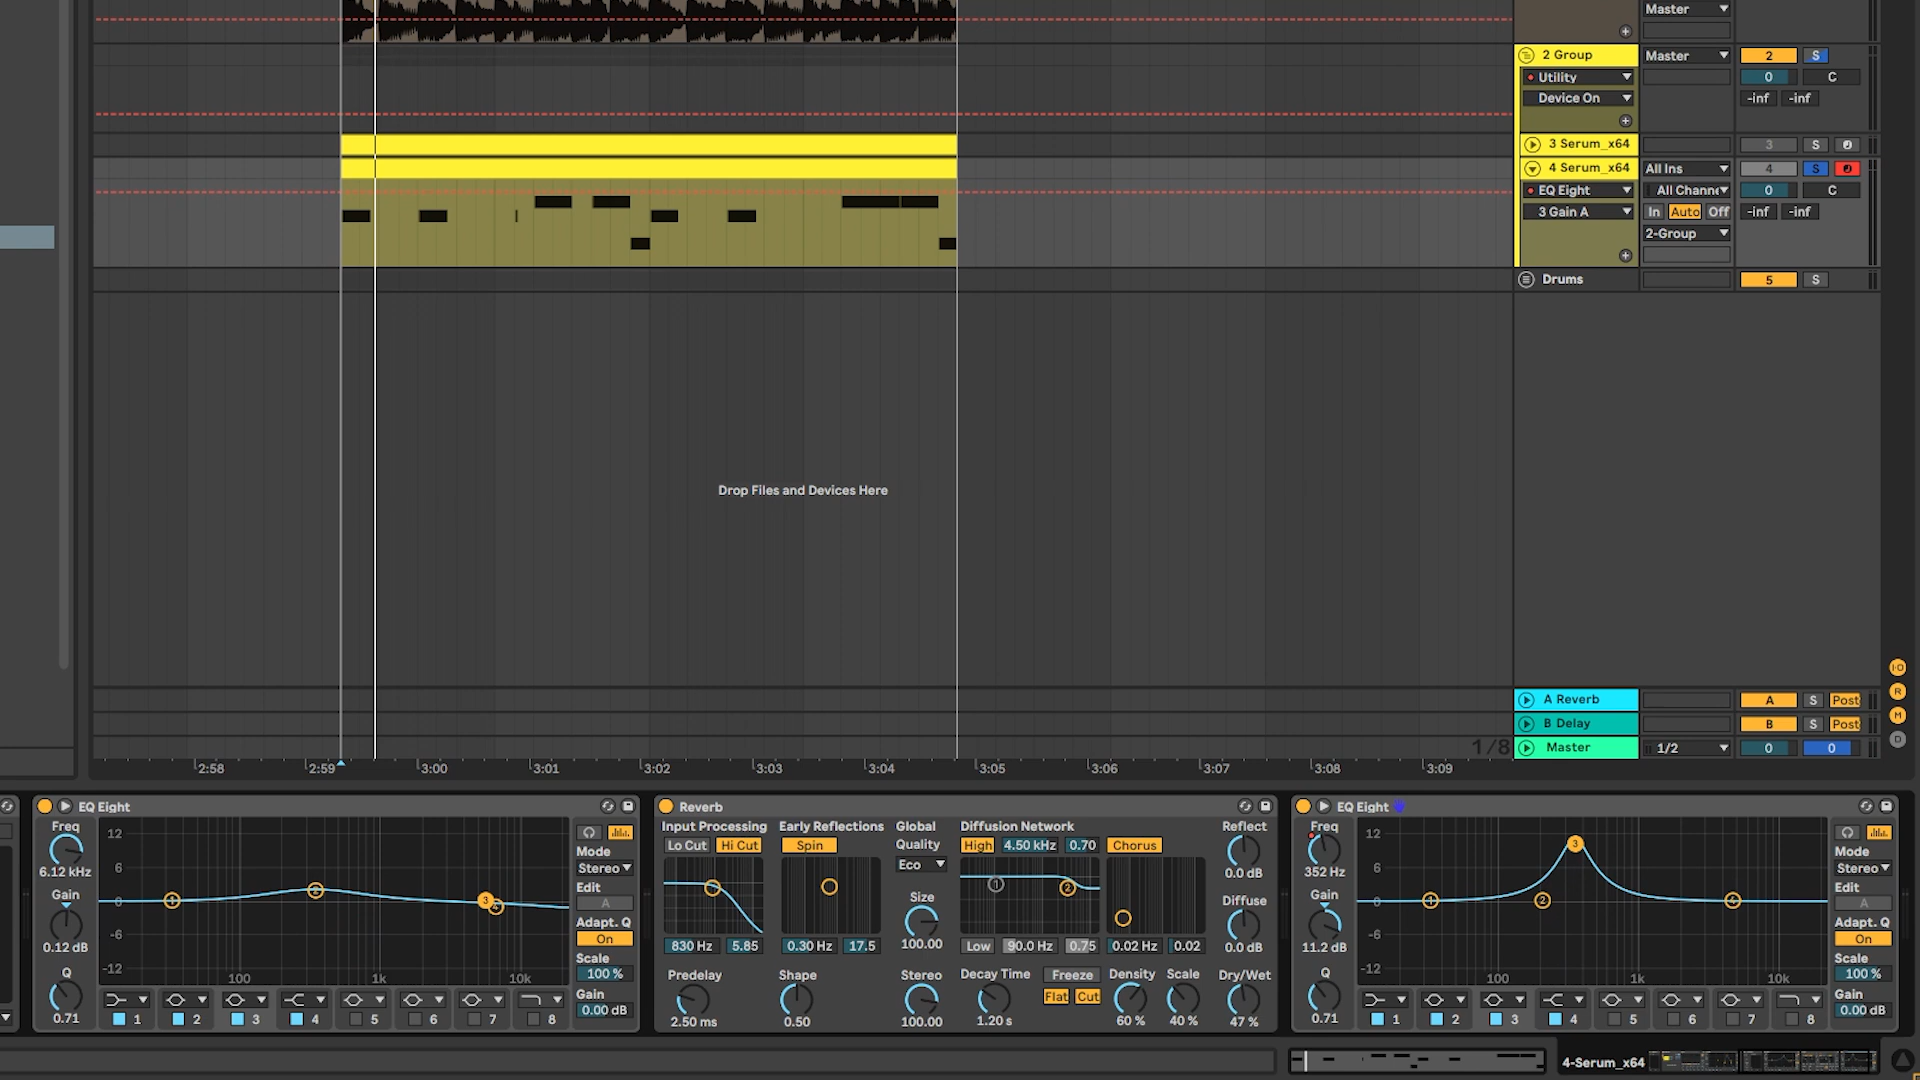 Master
2 Group
Master
2
S
Utility
0
C
Device On
-inf
-inf
3 Serum_x64
3
S
4 Serum_x64
All Ins
4
S
EQ Eight
All Channe
0
C
3 Gain A
In
Auto
Off
-inf
-inf
2-Group
Drums
5
S
Drop Files and Devices Here
A Reverb
A
S
Post
B Delay
B
S
Post
1/8
Master
1/2
0
0
I·O
R
M
D
2:58
2:59
3:00
3:01
3:02
3:03
3:04
3:05
3:06
3:07
3:08
3:09
EQ Eight
Freq
6.12 kHz
Gain
0.12 dB
Q
0.71
12
6
0
-6
-12
100
1k
10k
1
2
3
4
1
2
3
4
5
6
7
8
Mode
Stereo
Edit
A
Adapt. Q
On
Scale
100 %
Gain
0.00 dB
Reverb
Input Processing
Lo Cut
Hi Cut
830 Hz
5.85
Predelay
2.50 ms
Early Reflections
Spin
0.30 Hz
17.5
Shape
0.50
Global
Quality
Eco
Size
100.00
Stereo
100.00
Diffusion Network
High
4.50 kHz
0.70
Chorus
1
2
Low
90.0 Hz
0.75
0.02 Hz
0.02
Decay Time
1.20 s
Freeze
Flat
Cut
Density
60 %
Scale
40 %
Reflect
0.0 dB
Diffuse
0.0 dB
Dry/Wet
47 %
EQ Eight
Freq
352 Hz
Gain
11.2 dB
Q
0.71
12
6
0
-6
-12
100
1k
10k
1
2
3
4
1
2
3
4
5
6
7
8
Mode
Stereo
Edit
A
Adapt. Q
On
Scale
100 %
Gain
0.00 dB
4-Serum_x64